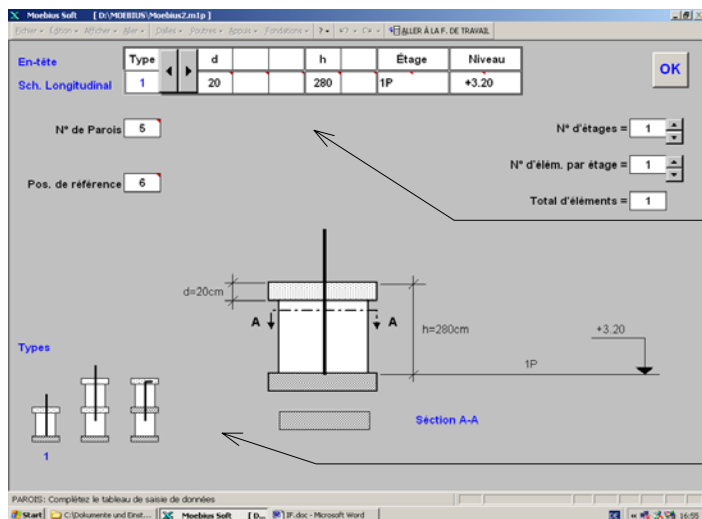 Moebius Soft [ D:\MOEBIUS\Moebius2.m1p ]
Fichier Édition Afficher Aller Dalles Poutres Appuis Fondations ? ALLER À LA F. DE TRAVAIL
En-tête Type d h Étage Niveau
Sch. Longitudinal 1 20 280 1P +3.20
OK
N° de Parois 5
N° d'étages = 1
N° d'élém. par étage = 1
Pos. de référence 6
Total d'éléments = 1
d=20cm
A A
h=280cm
+3.20
1P
Types
Séction A-A
1
PAROIS: Complétez le tableau de saisie de données
Start C:\Dokumente und Einst... Moebius Soft [ D... IF.doc - Microsoft Word 16:55